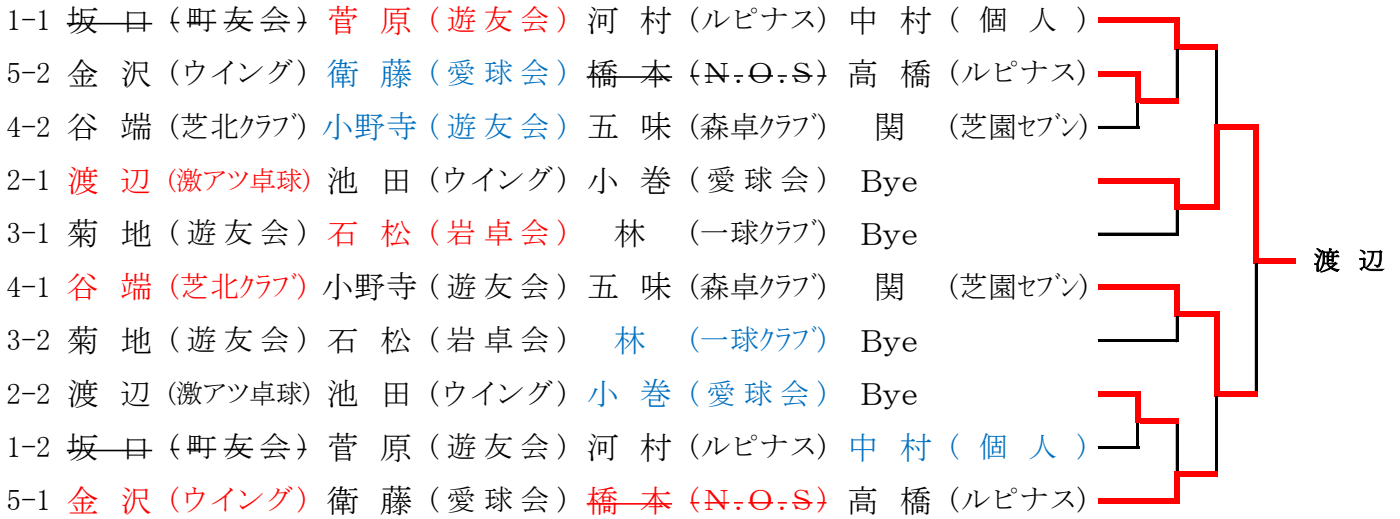 1-1 坂口 (町友会) 菅原 (遊友会) 河村 (ルピナス) 中村 (個人)
5-2 金沢 (ウイング) 衛藤 (愛球会) 橋本 (N.O.S) 高橋 (ルピナス)
4-2 谷端 (芝北クラブ) 小野寺 (遊友会) 五味 (森卓クラブ) 関 (芝園セブン)
2-1 渡辺 (激アツ卓球) 池田 (ウイング) 小巻 (愛球会) Bye
3-1 菊地 (遊友会) 石松 (岩卓会) 林 (一球クラブ) Bye
渡辺
4-1 谷端 (芝北クラブ) 小野寺 (遊友会) 五味 (森卓クラブ) 関 (芝園セブン)
3-2 菊地 (遊友会) 石松 (岩卓会) 林 (一球クラブ) Bye
2-2 渡辺 (激アツ卓球) 池田 (ウイング) 小巻 (愛球会) Bye
1-2 坂口 (町友会) 菅原 (遊友会) 河村 (ルピナス) 中村 (個人)
5-1 金沢 (ウイング) 衛藤 (愛球会) 橋本 (N.O.S) 高橋 (ルピナス)